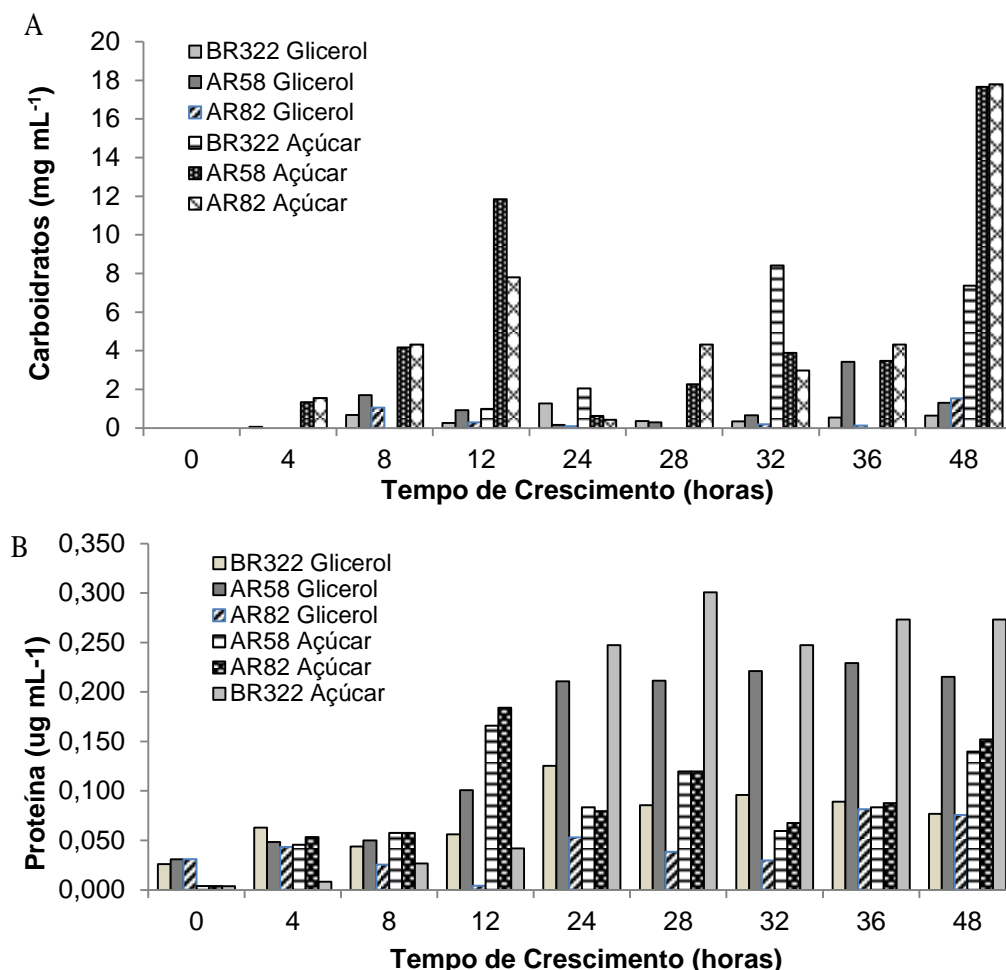 A
Carboidratos (mg mL-1)
20
18
16
14
12
10
8
6
4
2
0
BR322 Glicerol
AR58 Glicerol
AR82 Glicerol
BR322 Açúcar
AR58 Açúcar
AR82 Açúcar
0 4 8 12 24 28 32 36 48
Tempo de Crescimento (horas)
B
Proteína (ug mL-1)
0,350
0,300
0,250
0,200
0,150
0,100
0,050
0,000
BR322 Glicerol
AR58 Glicerol
AR82 Glicerol
AR58 Açúcar
AR82 Açúcar
BR322 Açúcar
0 4 8 12 24 28 32 36 48
Tempo de Crescimento (horas)